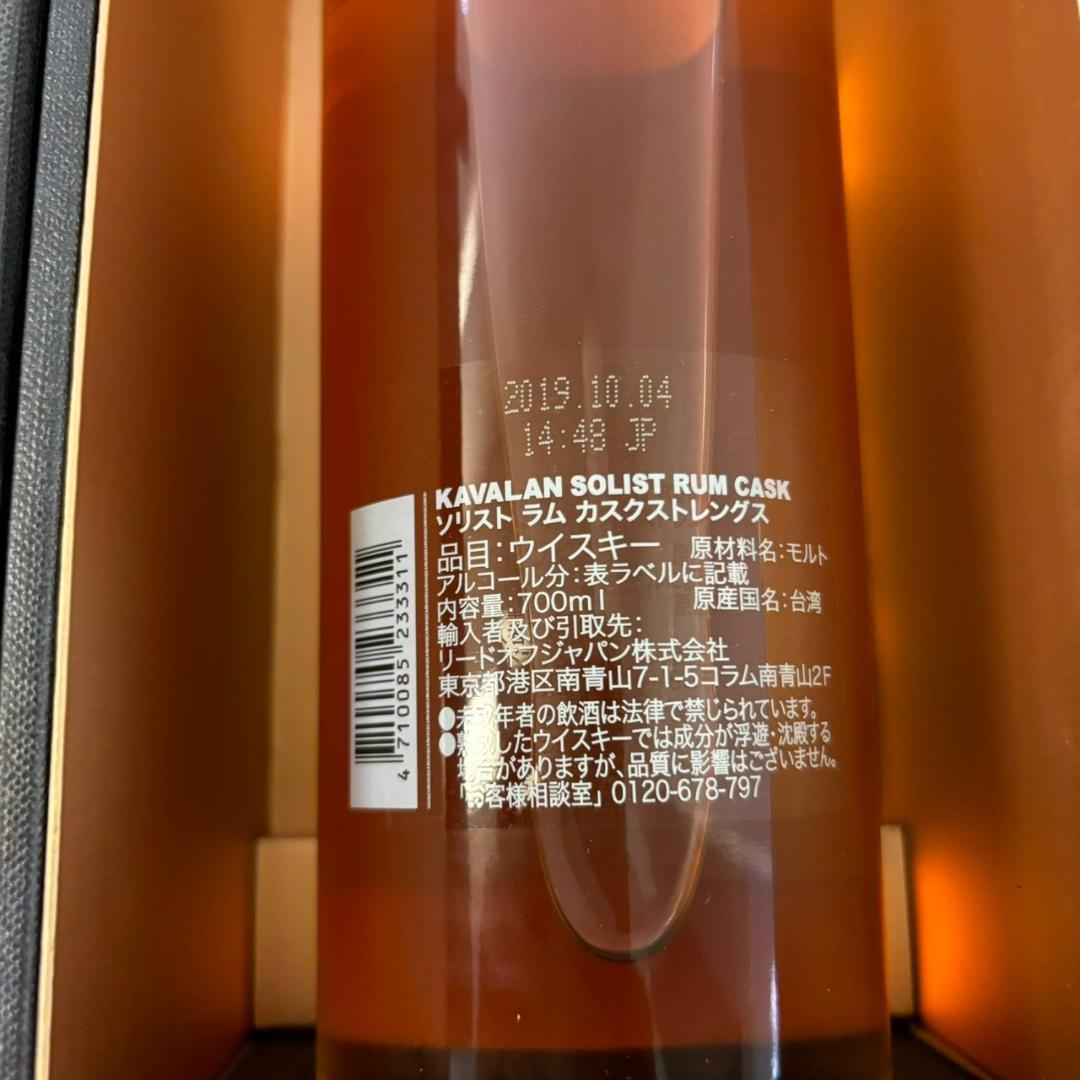 2019.10.04
14:48 JP
KAVALAN SOLIST RUM CASK
ソリスト ラム カスクストレングス
品目:ウイスキー 原材料名:モルト
アルコール分:表ラベルに記載
内容量:700ml 原産国名:台湾
輸入者及び引取先:
リードオフジャパン株式会社
東京都港区南青山7-1-5コラム南青山2F
●未成年者の飲酒は法律で禁じられています。
●熟成したウイスキーでは成分が浮遊・沈殿する
場合がありますが、品質に影響はございません。
「お客様相談室」0120-678-797
4 710085 233311